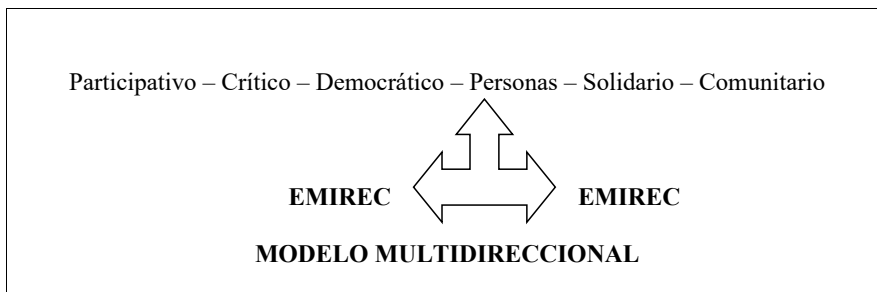 Participativo – Crítico – Democrático – Personas – Solidario – Comunitario
EMIREC EMIREC
MODELO MULTIDIRECCIONAL